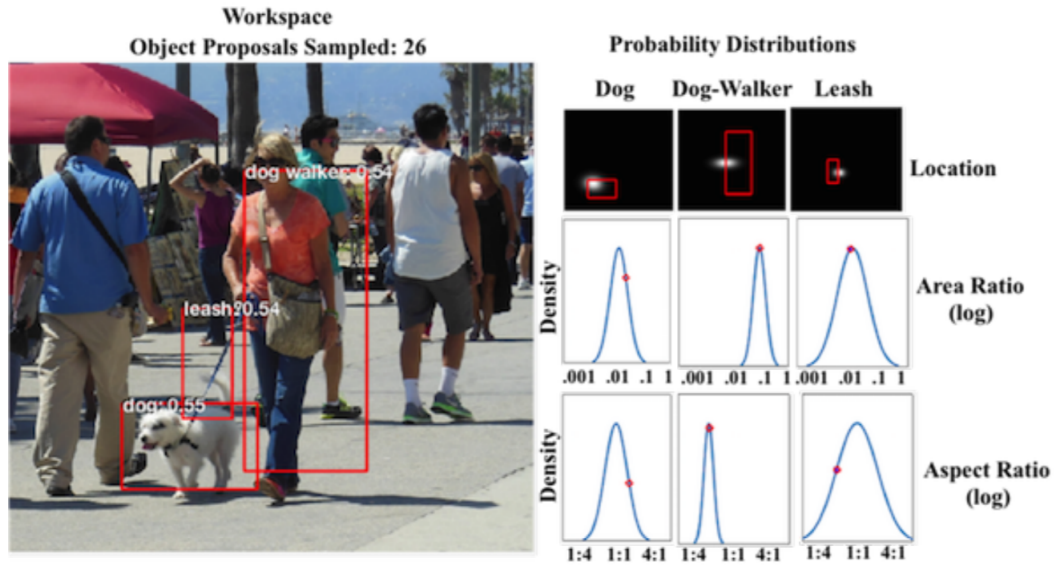 Workspace
Object Proposals Sampled: 26
dog walker: 0.54
leash?0.54
dog: 0.55
Probability Distributions
Dog Dog-Walker Leash
Location
Density
Area Ratio
(log)
.001 .01 .1 1 .001 .01 .1 1 .001 .01 .1 1
Density
Aspect Ratio
(log)
1:4 1:1 4:1 1:4 1:1 4:1 1:4 1:1 4:1